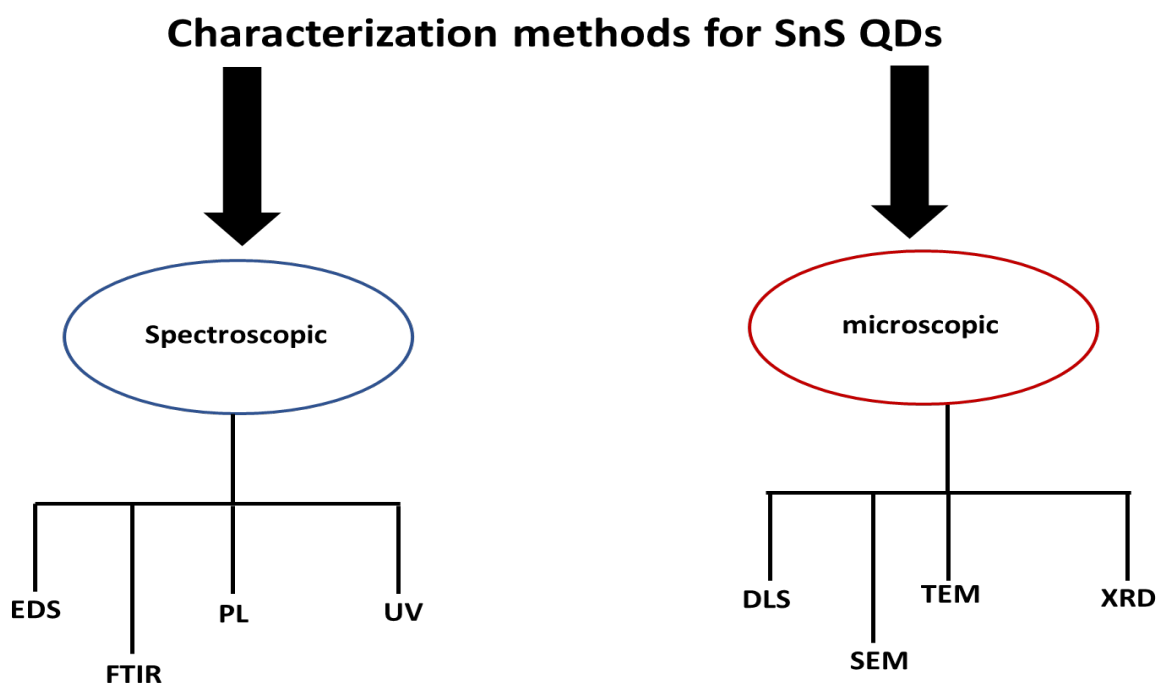 Characterization methods for SnS QDs
Spectroscopic
microscopic
EDS
FTIR
PL
UV
DLS
SEM
TEM
XRD